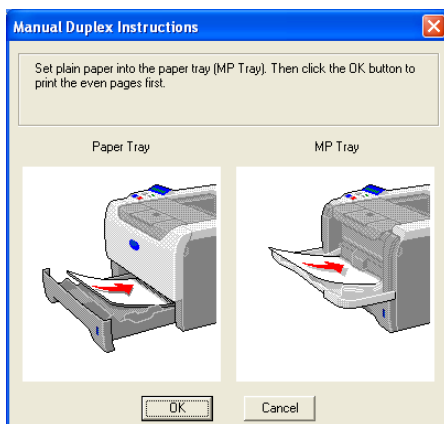 Manual Duplex Instructions
Set plain paper into the paper tray (MP Tray). Then click the OK button to
print the even pages first.
Paper Tray
MP Tray
OK
Cancel